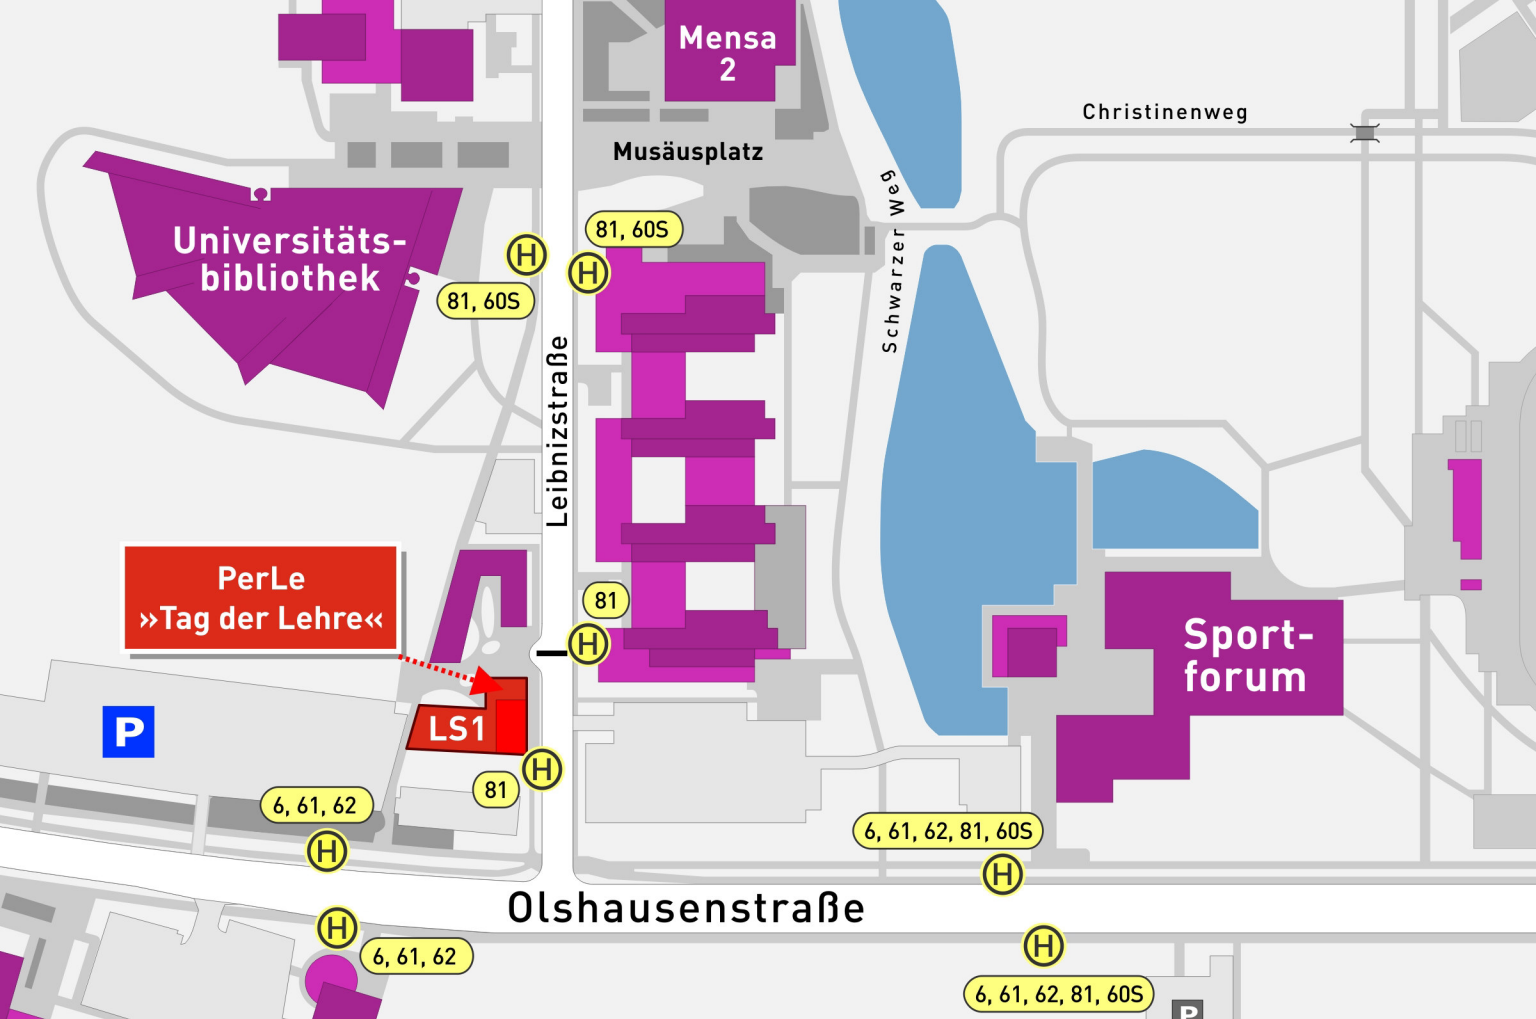 Mensa
2
Christinenweg
Musäusplatz
Schwarzer Weg
81, 60S
Universitäts-
bibliothek
H
H
81, 60S
Leibnizstraße
PerLe
»Tag der Lehre«
81
H
Sport-
forum
P
LS1
H
81
6, 61, 62
H
6, 61, 62, 81, 60S
H
Olshausenstraße
H
6, 61, 62
H
6, 61, 62, 81, 60S
P